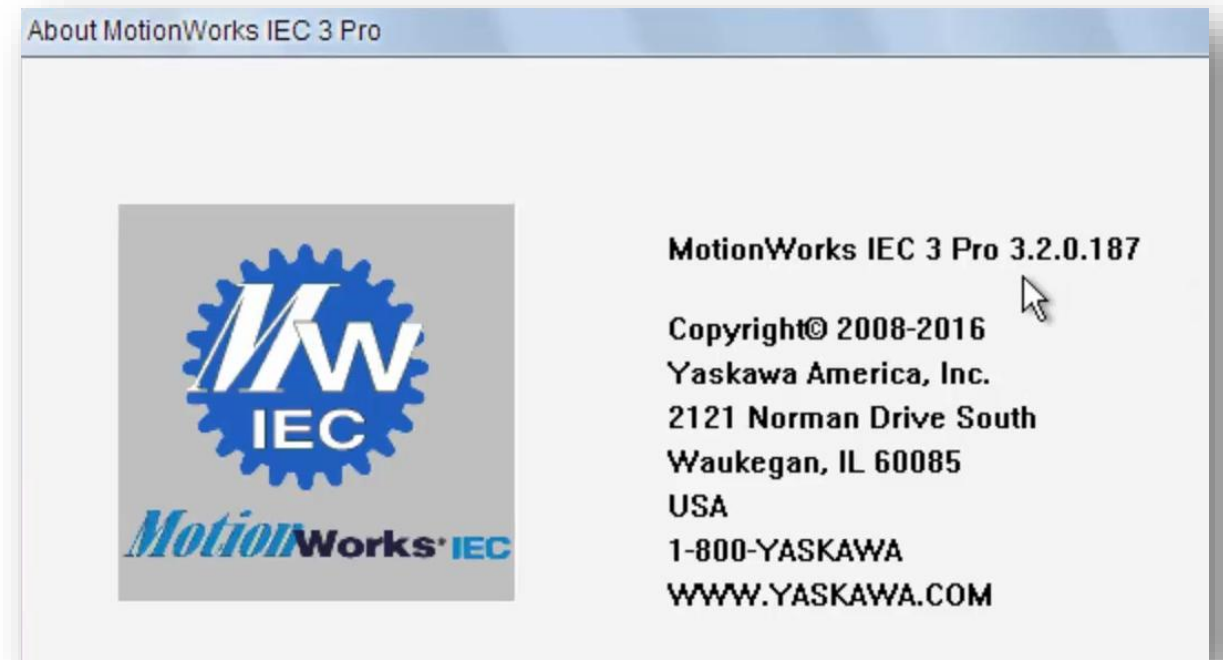 About MotionWorks IEC 3 Pro
MW
IEC
MotionWorks® IEC
MotionWorks IEC 3 Pro 3.2.0.187
Copyright© 2008-2016
Yaskawa America, Inc.
2121 Norman Drive South
Waukegan, IL 60085
USA
1-800-YASKAWA
WWW.YASKAWA.COM